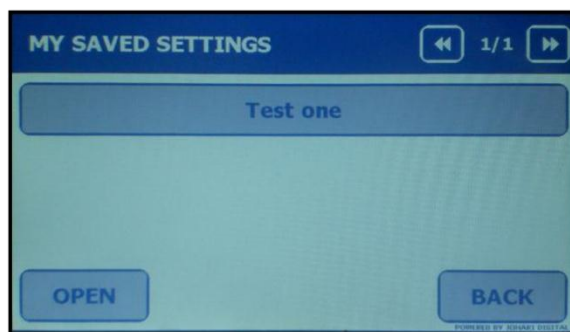 MY SAVED SETTINGS 1/1
Test one
OPEN BACK
POWERED BY JOHARI DIGITAL